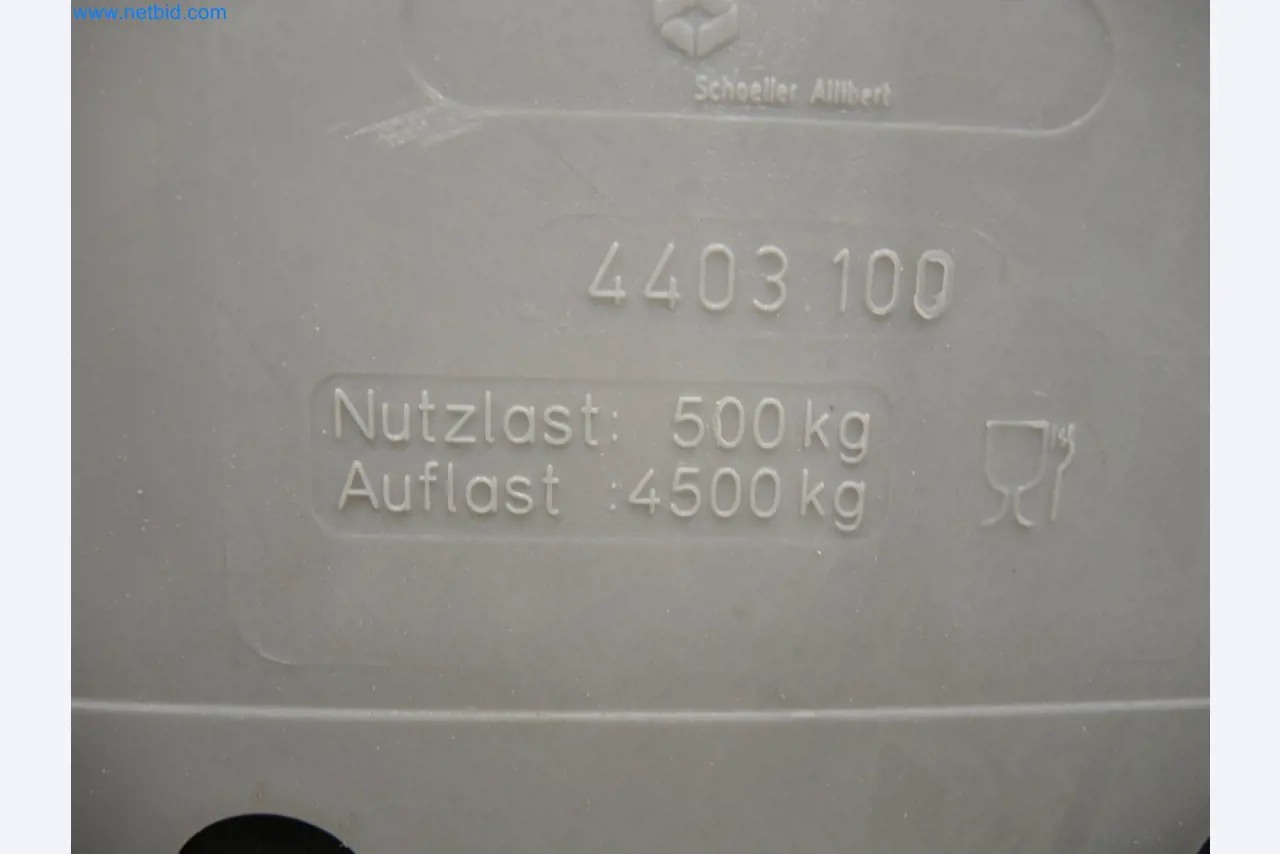 www.netbid.com
Schoeller Allibert
4403.100
Nutzlast: 500 kg
Auflast :4500 kg